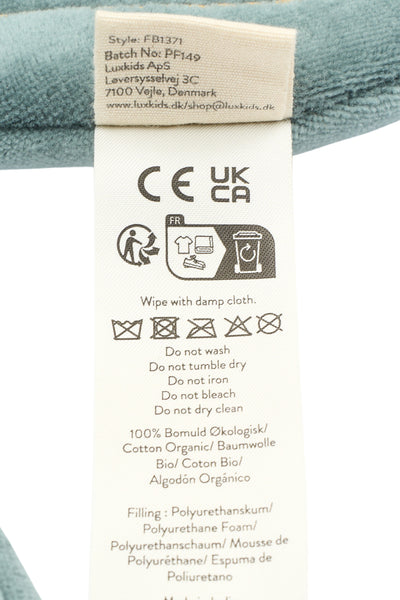 Style: FB1371
Batch No: PF149
Luxkids ApS
Løversysselvej 3C
7100 Vejle, Denmark
www.luxkids.dk/shop@luxkids.dk
CE UK
CA
FR
Wipe with damp cloth.
Do not wash
Do not tumble dry
Do not iron
Do not bleach
Do not dry clean
100% Bomuld Økologisk/
Cotton Organic/ Baumwolle
Bio/ Coton Bio/
Algodón Orgánico
Filling : Polyurethanskum/
Polyurethane Foam/
Polyurethanschaum/ Mousse de
Polyuréthane/ Espuma de
Poliuretano